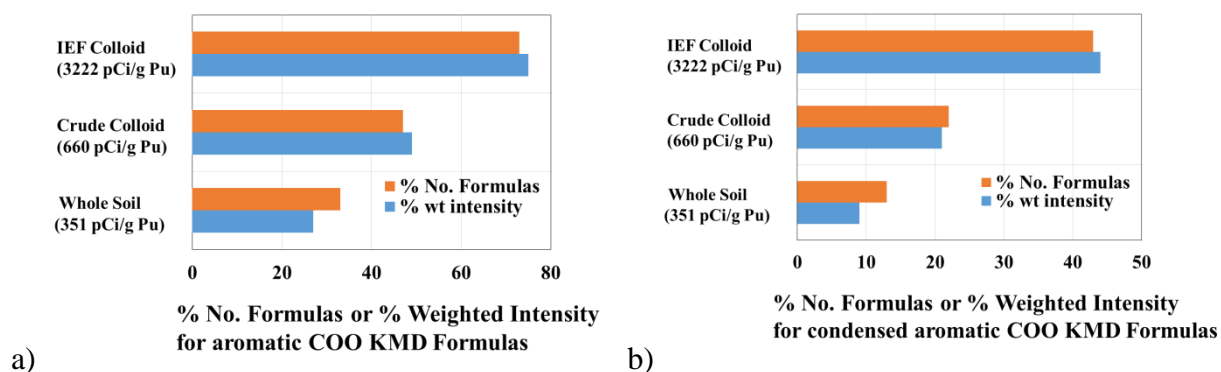 IEF Colloid
(3222 pCi/g Pu)
Crude Colloid
(660 pCi/g Pu)
Whole Soil
(351 pCi/g Pu)
% No. Formulas
% wt intensity
0 20 40 60 80
% No. Formulas or % Weighted Intensity
for aromatic COO KMD Formulas
a)
IEF Colloid
(3222 pCi/g Pu)
Crude Colloid
(660 pCi/g Pu)
Whole Soil
(351 pCi/g Pu)
% No. Formulas
% wt intensity
0 10 20 30 40 50
% No. Formulas or % Weighted Intensity
for condensed aromatic COO KMD Formulas
b)